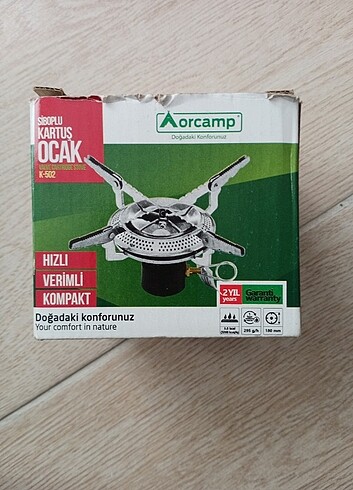 SİBOPLU
KARTUŞ
OCAK
K-502
orcamp
Doğadaki Konforunuz
HIZLI
VERİMLİ
KOMPAKT
2 YIL
years
Garanti
warranty
Doğadaki konforunuz
Your comfort in nature
295 g/h
180 mm